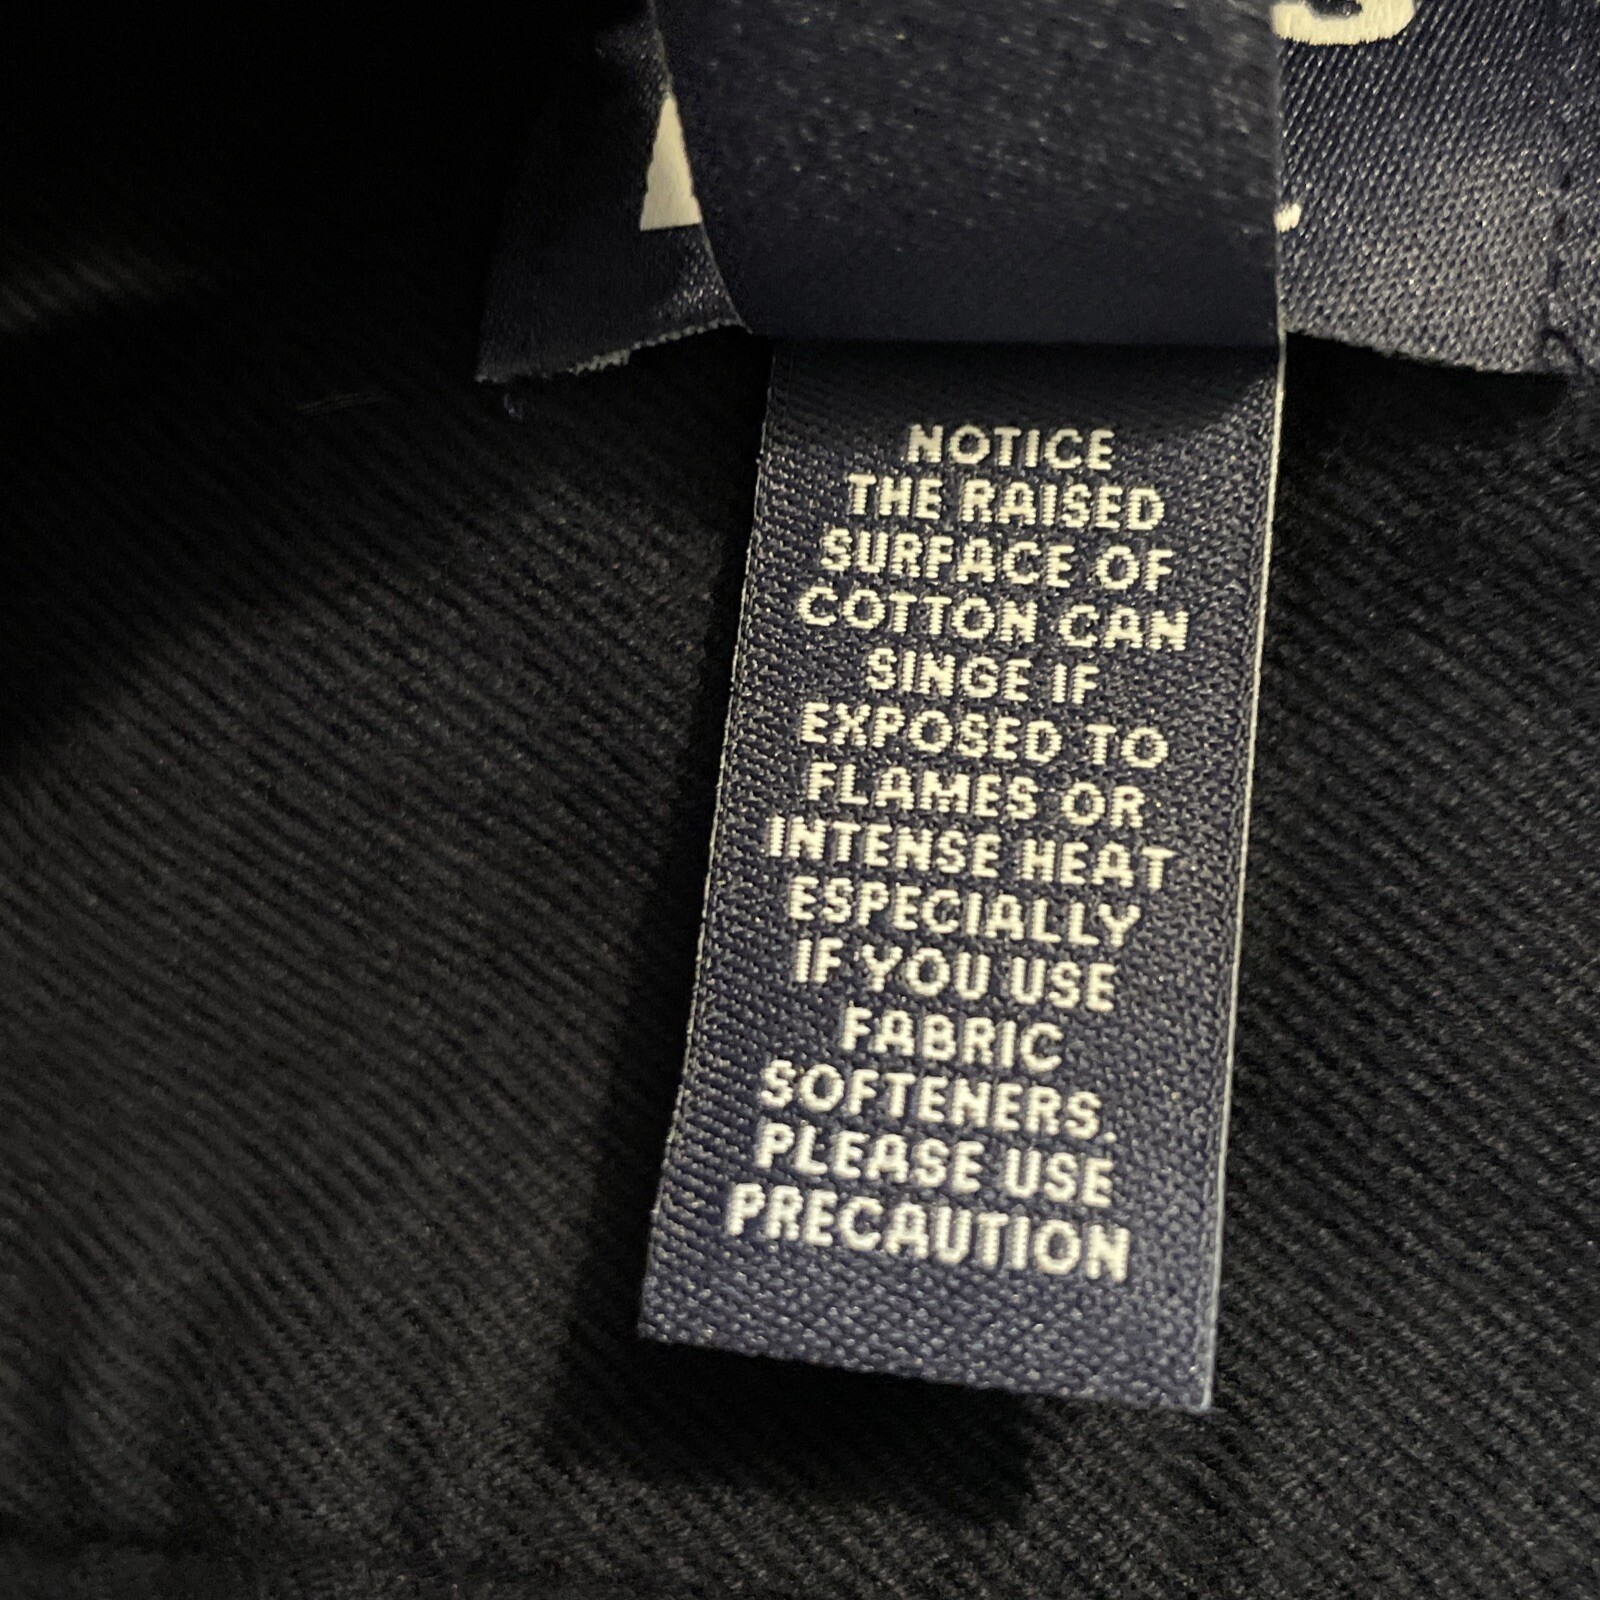 NOTICE
THE RAISED
SURFACE OF
COTTON CAN
SINGE IF
EXPOSED TO
FLAMES OR
INTENSE HEAT
ESPECIALLY
IF YOU USE
FABRIC
SOFTENERS.
PLEASE USE
PRECAUTION